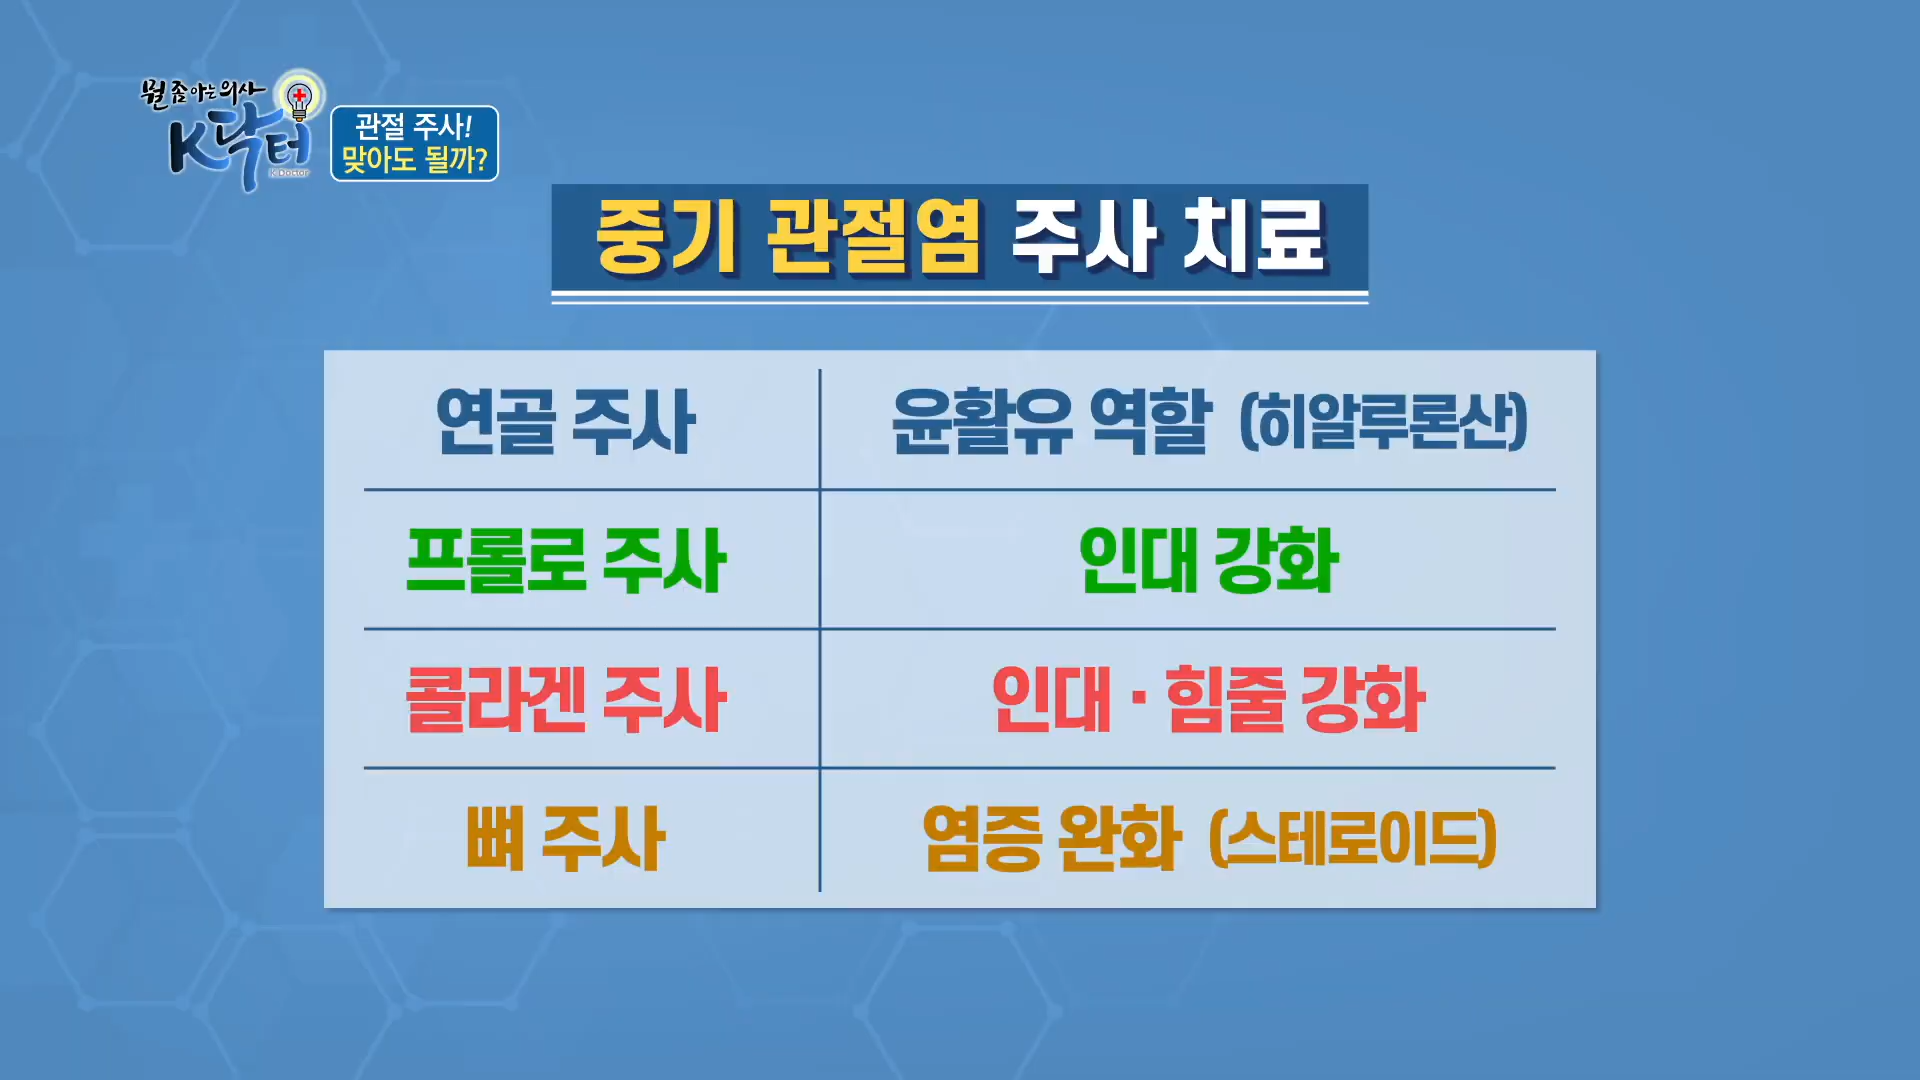 뭘 좀 아는 의사
K닥터
K Doctor
관절 주사!
맞아도 될까?
중기 관절염 주사 치료
연골 주사 윤활유 역할 (히알루론산)
프롤로 주사 인대 강화
콜라겐 주사 인대 · 힘줄 강화
뼈 주사 염증 완화 (스테로이드)